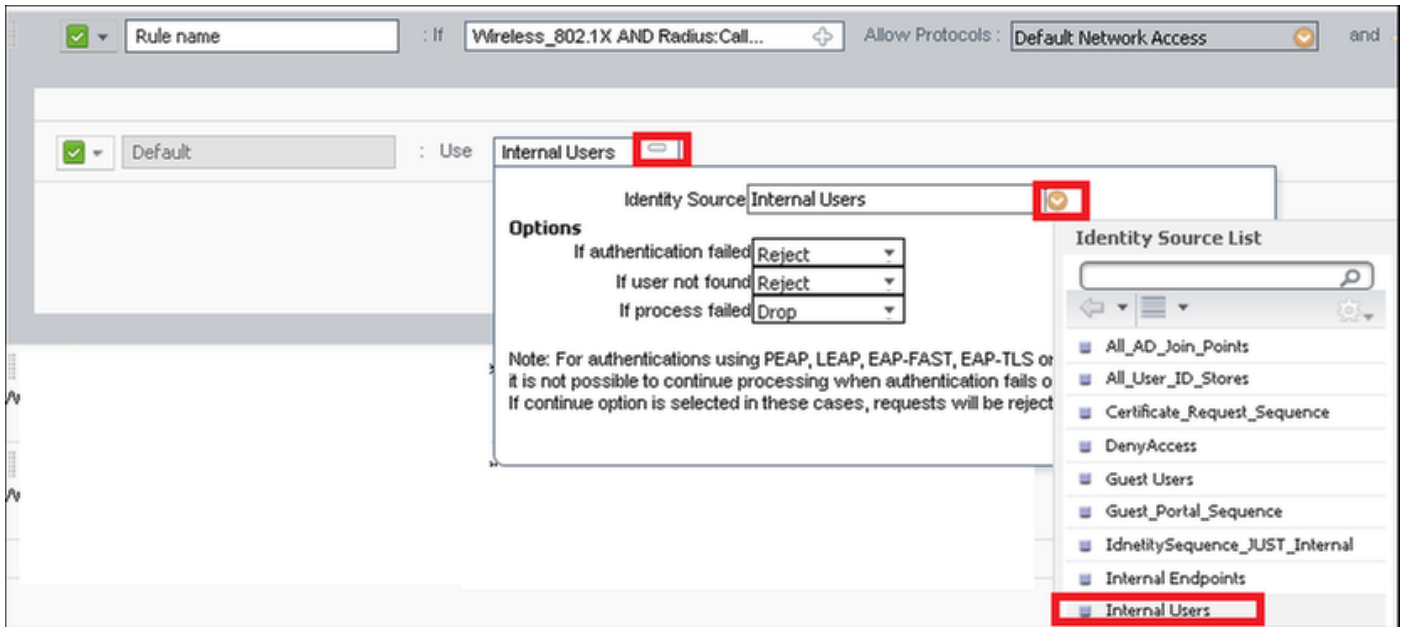 Rule name : If Wireless_802.1X AND Radius:Call... Allow Protocols : Default Network Access and
Default : Use Internal Users
Identity Source Internal Users
Options
If authentication failed Reject
If user not found Reject
If process failed Drop
Note: For authentications using PEAP, LEAP, EAP-FAST, EAP-TLS or
it is not possible to continue processing when authentication fails o
If continue option is selected in these cases, requests will be reject
Identity Source List
All_AD_Join_Points
All_User_ID_Stores
Certificate_Request_Sequence
DenyAccess
Guest Users
Guest_Portal_Sequence
IdnetitySequence_JUST_Internal
Internal Endpoints
Internal Users